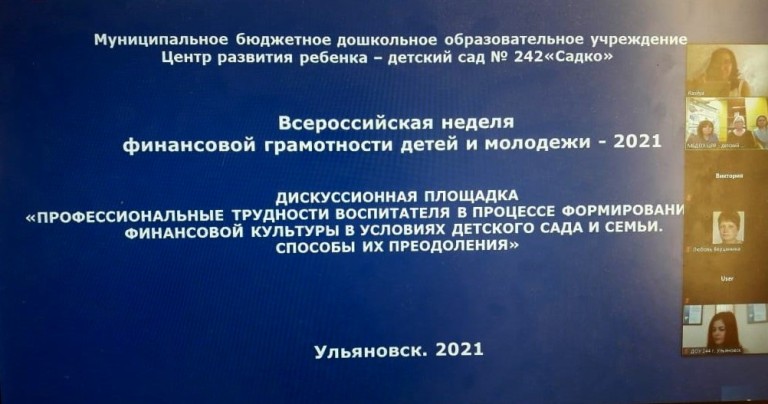 Муниципальное бюджетное дошкольное образовательное учреждение
Центр развития ребенка – детский сад № 242«Садко»
Всероссийская неделя
финансовой грамотности детей и молодежи - 2021
ДИСКУССИОННАЯ ПЛОЩАДКА
«ПРОФЕССИОНАЛЬНЫЕ ТРУДНОСТИ ВОСПИТАТЕЛЯ В ПРОЦЕССЕ ФОРМИРОВАНИ
ФИНАНСОВОЙ КУЛЬТУРЫ В УСЛОВИЯХ ДЕТСКОГО САДА И СЕМЬИ.
СПОСОБЫ ИХ ПРЕОДОЛЕНИЯ»
Ульяновск. 2021
Виктория
Любовь
User